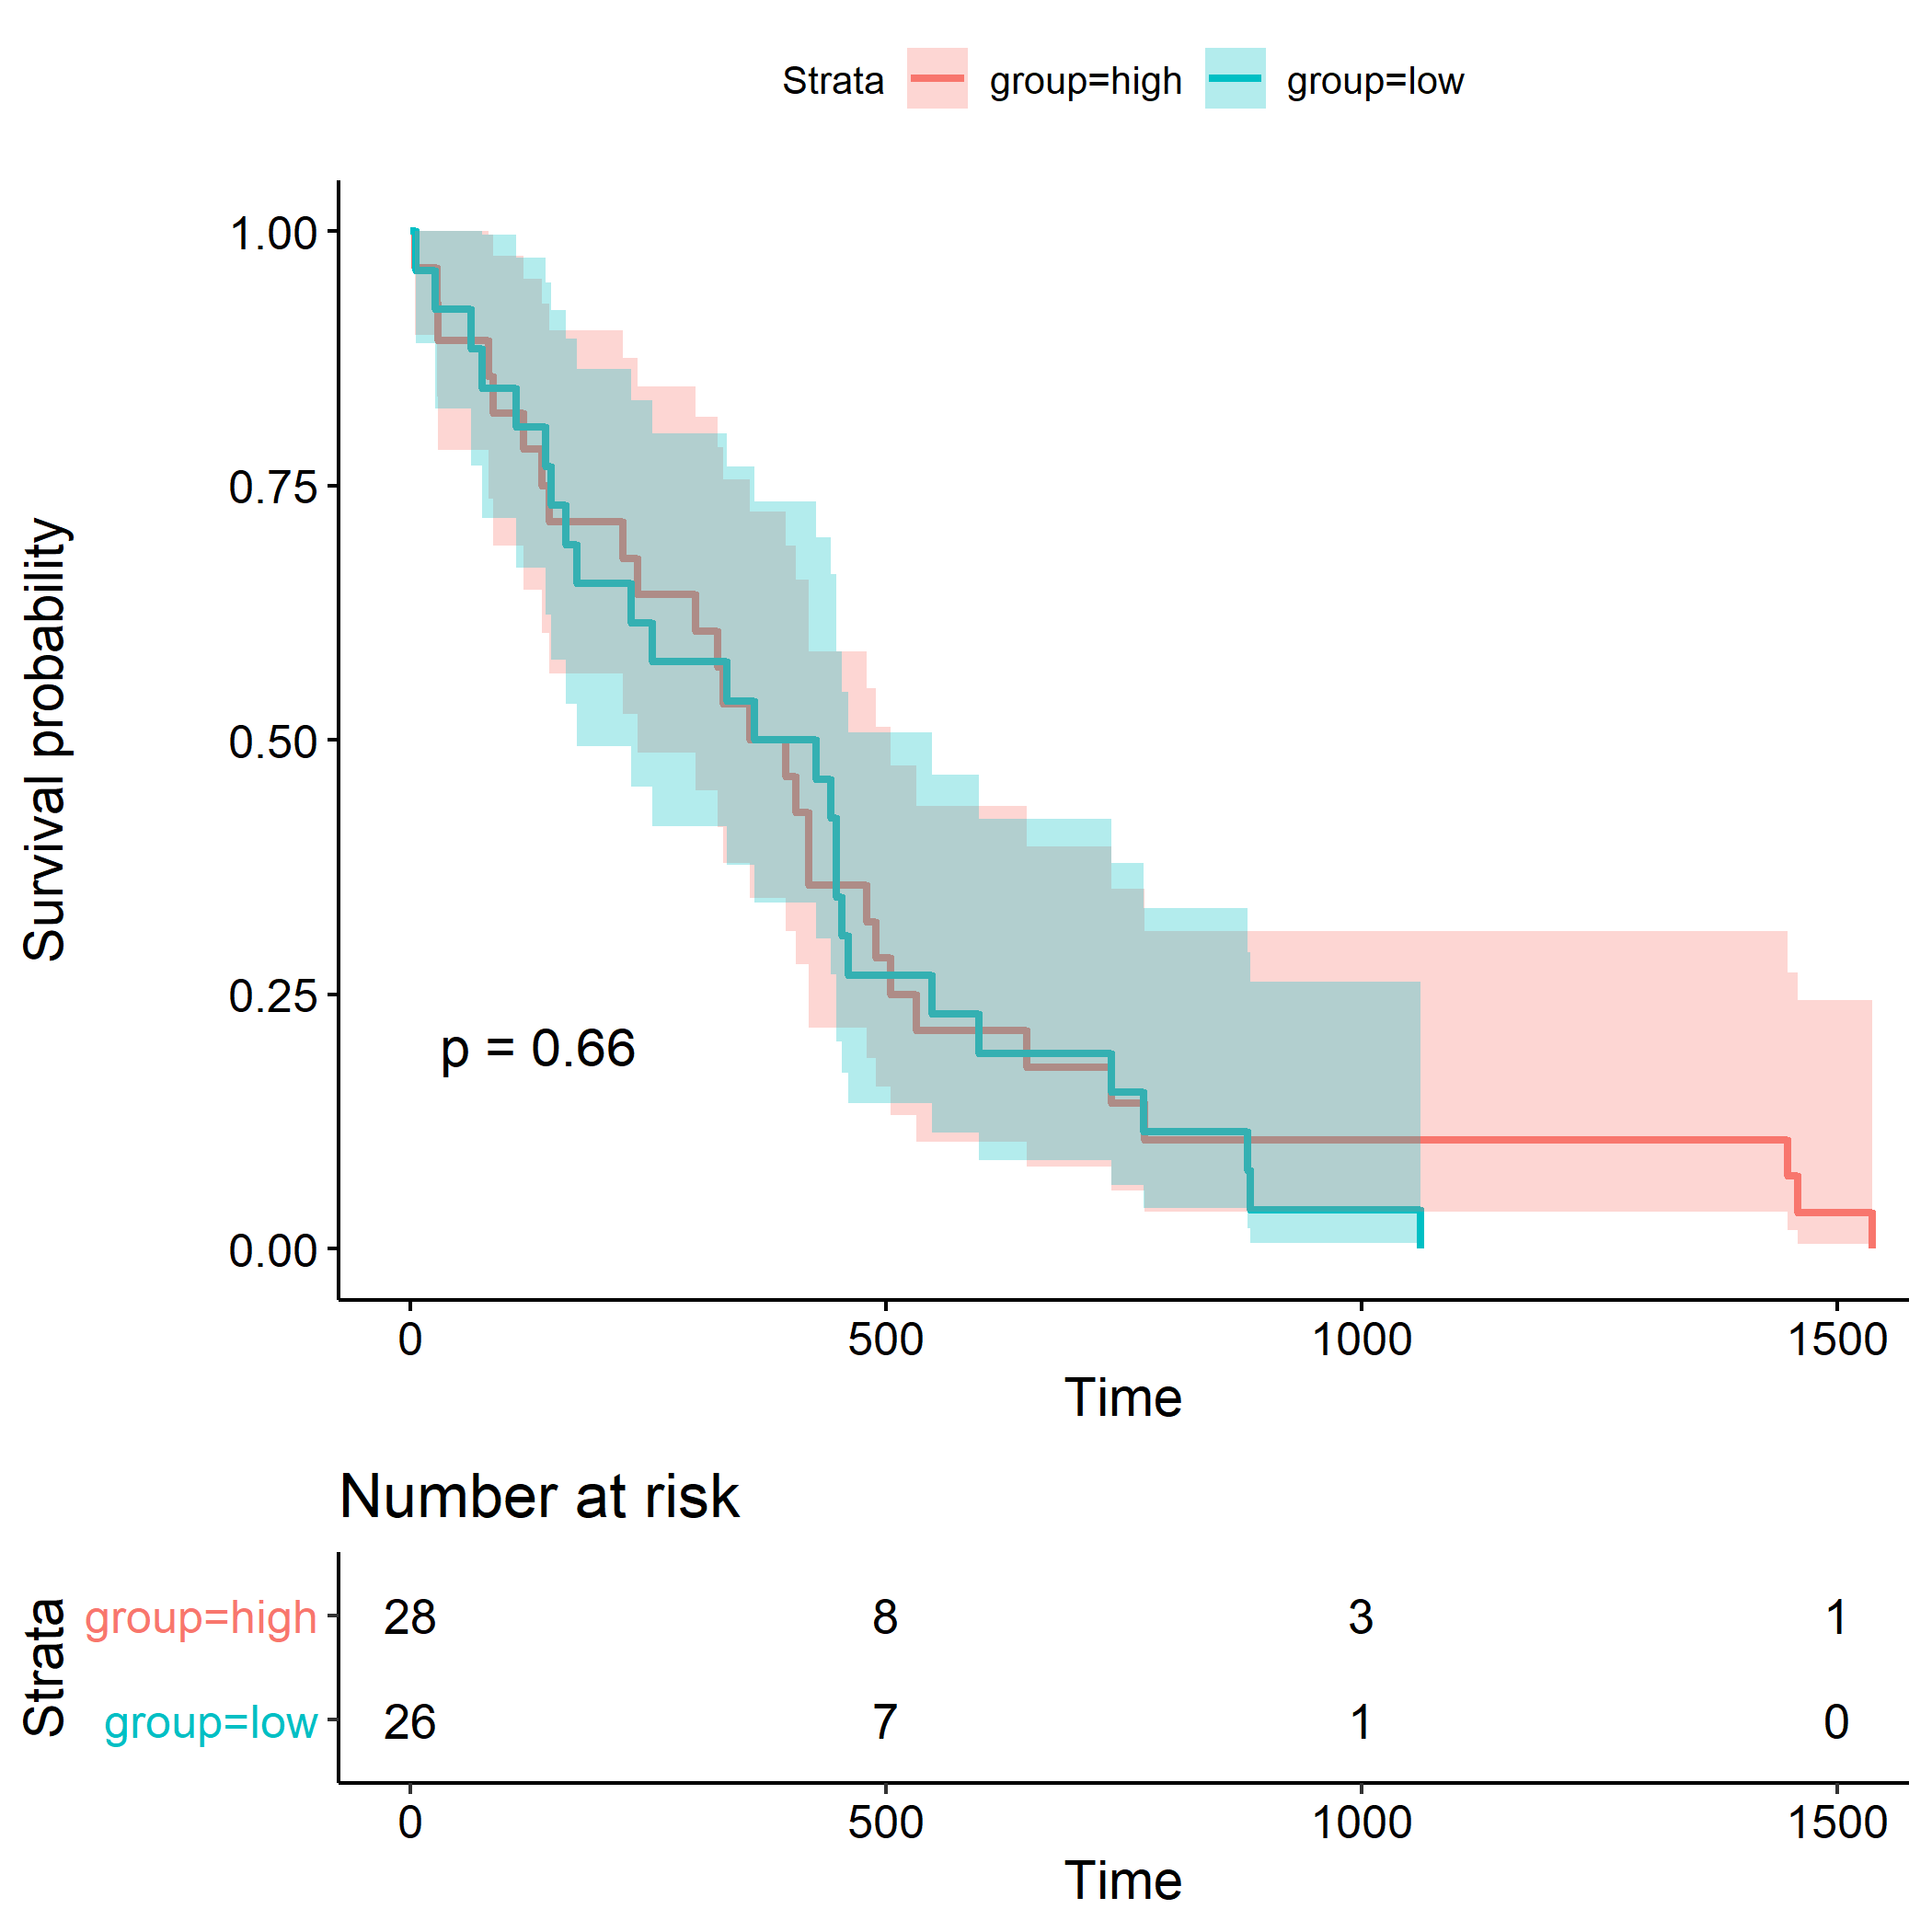 Strata group=high group=low
1.00
0.75
0.50
0.25
0.00
Survival probability
p = 0.66
0 500 1000 1500
Time
Number at risk
Strata
group=high 28 8 3 1
group=low 26 7 1 0
0 500 1000 1500
Time